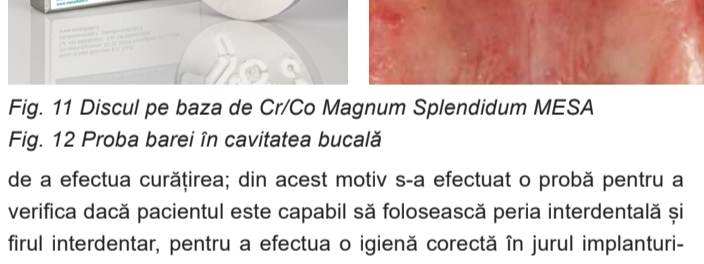 Fig. 11 Discul pe baza de Cr/Co Magnum Splendidum MESA
Fig. 12 Proba barei în cavitatea bucală
de a efectua curățirea; din acest motiv s-a efectuat o probă pentru a
verifica dacă pacientul este capabil să folosească peria interdentală și
firul interdentar, pentru a efectua o igienă corectă în jurul implanturi-